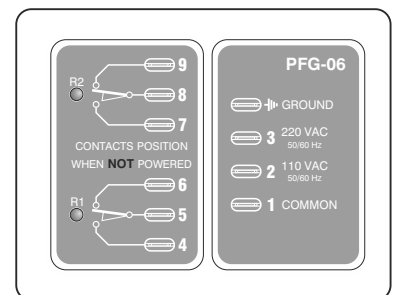 R2
9
8
7
CONTACTS POSITION
WHEN NOT POWERED
R1
6
5
4
PFG-06
GROUND
3 220 VAC
50/60 Hz
2 110 VAC
50/60 Hz
1 COMMON